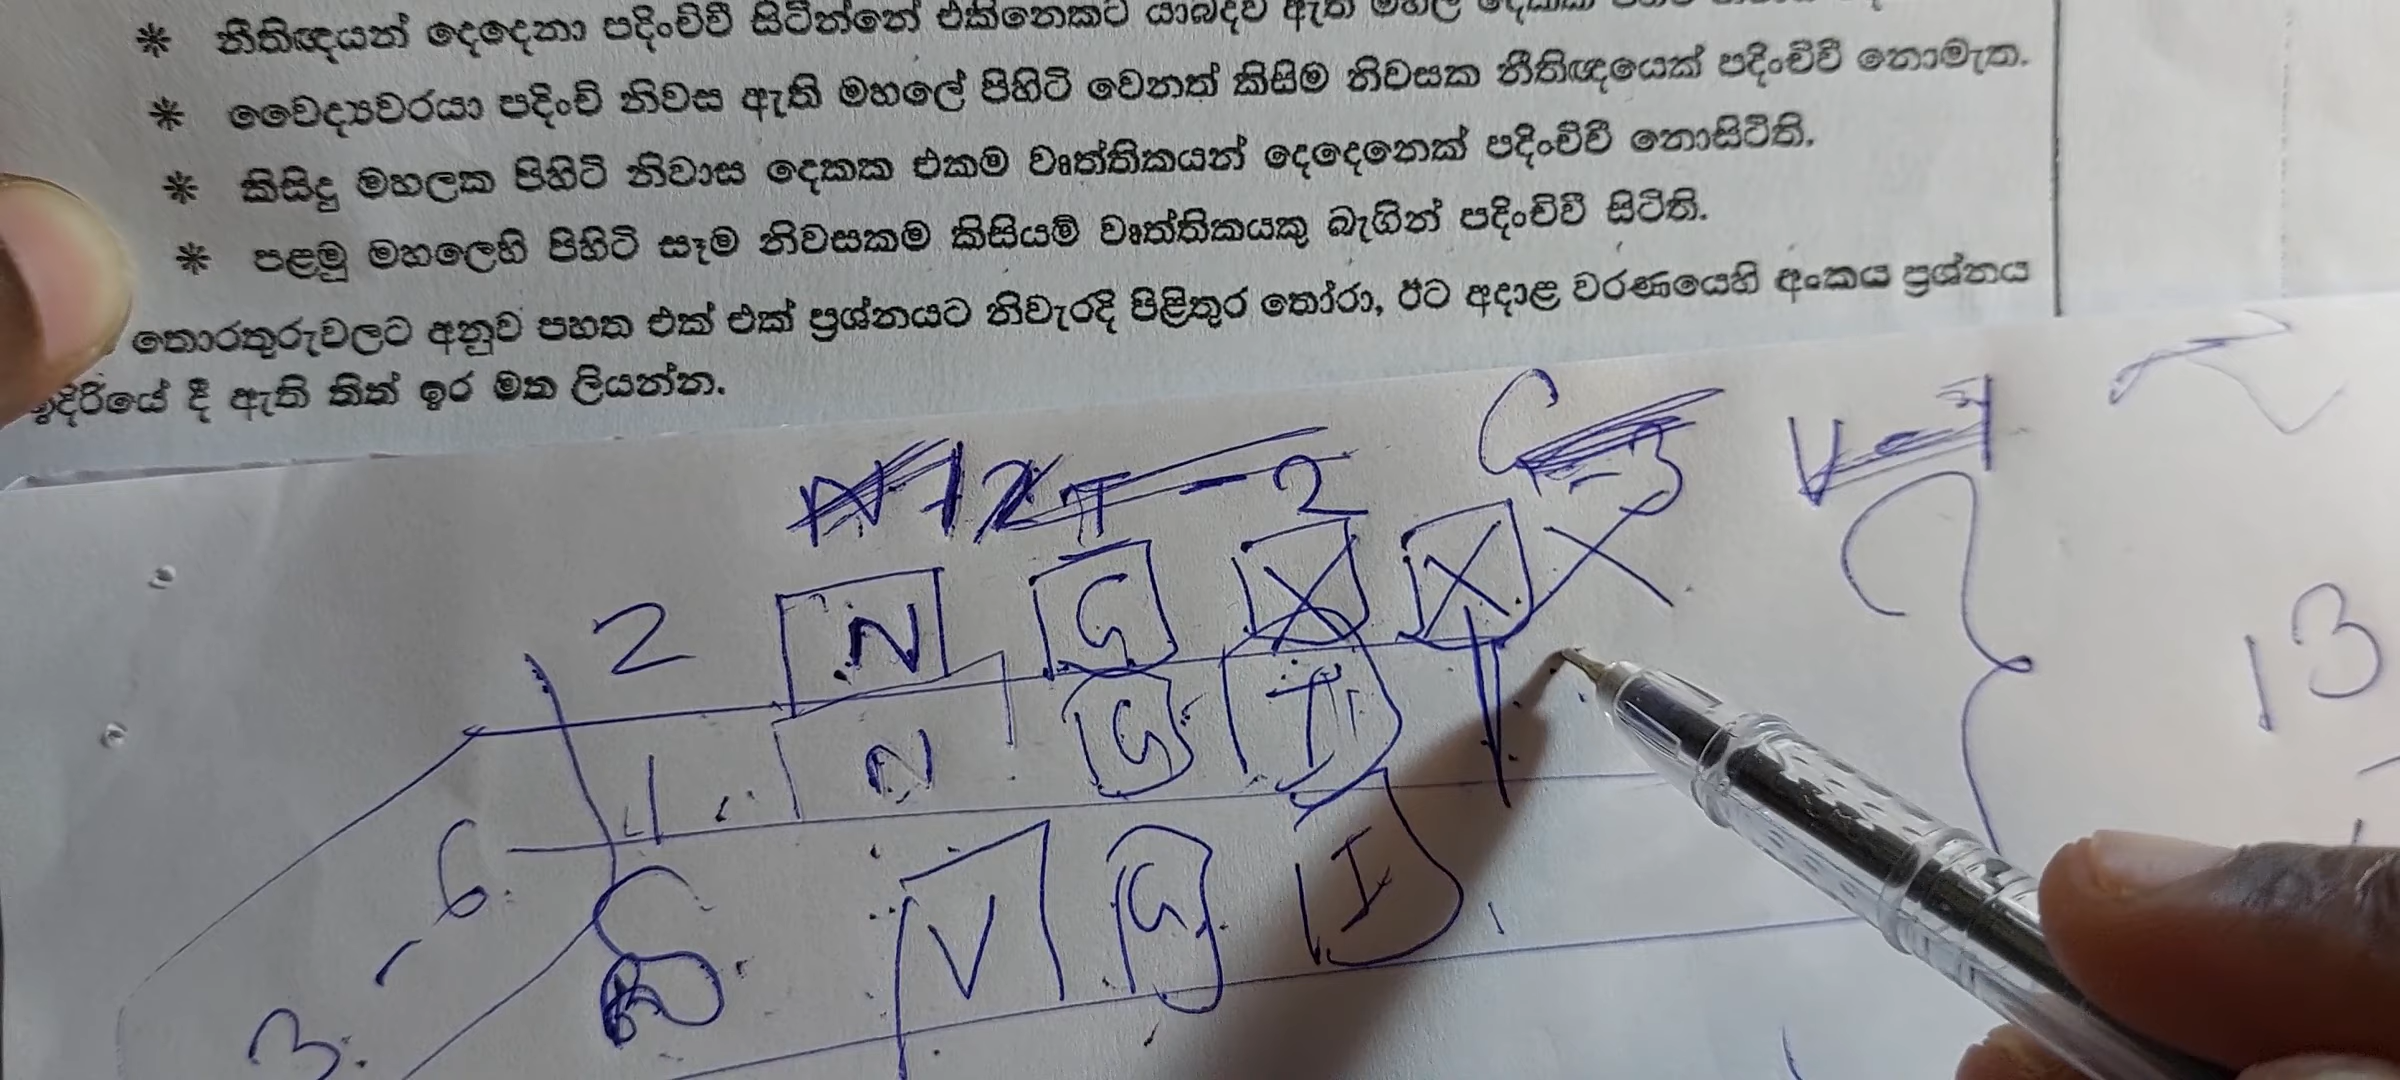 * නීතිඥයන් දෙදෙනා පදිංචිවී සිටින්නේ එකිනෙකට යාබදව ඇති මහල් දෙකක
* වෛද්‍යවරයා පදිංචි නිවස ඇති මහලේ පිහිටි වෙනත් කිසිම නිවසක නීතිඥයෙක් පදිංචිවී නොමැත.
* කිසිදු මහලක පිහිටි නිවාස දෙකක එකම වෘත්තිකයන් දෙදෙනෙක් පදිංචිවී නොසිටිති.
* පළමු මහලෙහි පිහිටි සෑම නිවසකම කිසියම් වෘත්තිකයකු බැගින් පදිංචිවී සිටිති.
තොරතුරුවලට අනුව පහත එක් එක් ප්‍රශ්නයට නිවැරදි පිළිතුර තෝරා, ඊට අදාළ වරණයෙහි අංකය ප්‍රශ්නය
ඉදිරියේ දී ඇති තිත් ඉර මත ලියන්න.
2 N G X X
1 N G T
6. V G I
3.
13